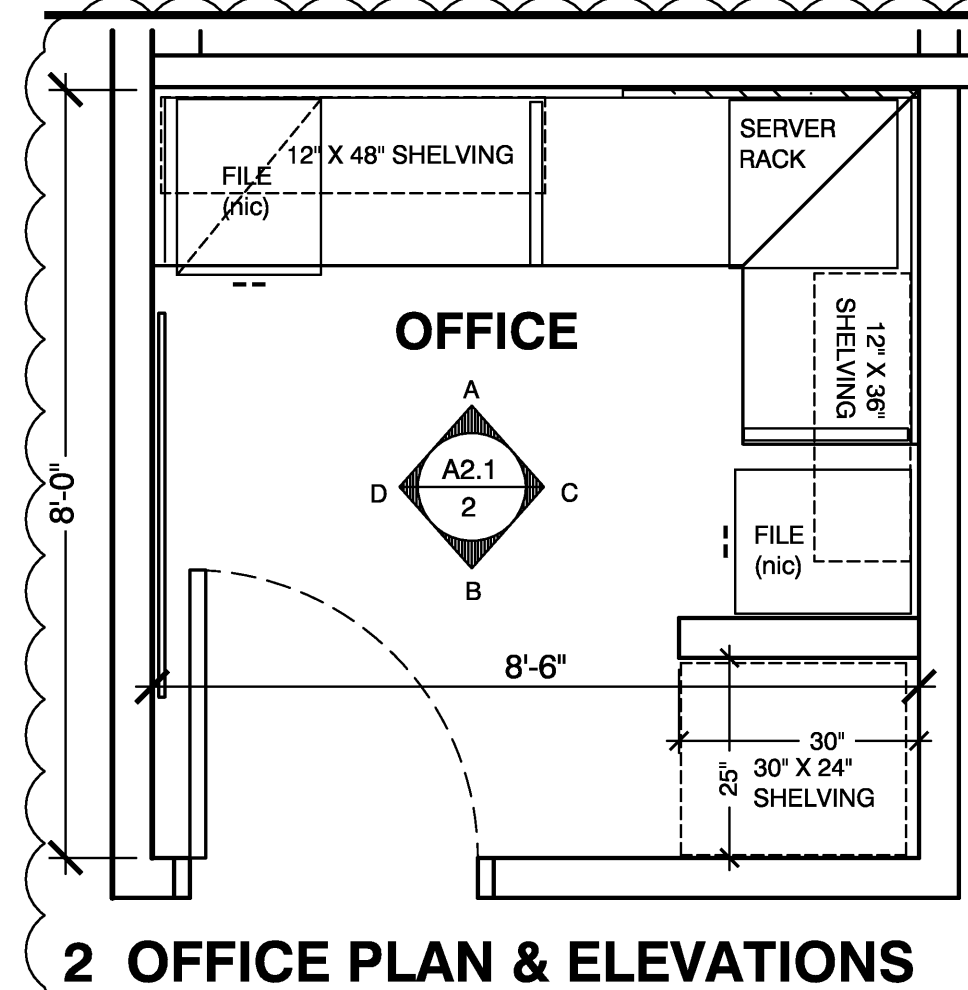 SERVER
RACK
12" X 48" SHELVING
FILE
(nic)
OFFICE
12" X 36"
SHELVING
A
A2.1
D
C
2
B
8'-0"
FILE
(nic)
8'-6"
30"
25"
30" X 24"
SHELVING
2 OFFICE PLAN & ELEVATIONS